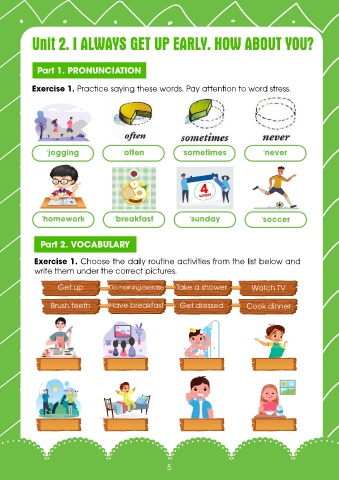 Unit 2. I ALWAYS GET UP EARLY. HOW ABOUT YOU?
Part 1. PRONUNCIATION
Exercise 1. Practice saying these words. Pay attention to word stress.
often sometimes never
'jogging 'often 'sometimes 'never
4
'homework 'breakfast 'sunday 'soccer
Part 2. VOCABULARY
Exercise 1. Choose the daily routine activities from the list below and
write them under the correct pictures.
Get up Do morning exercise Take a shower Watch TV
Brush teeth Have breakfast Get dressed Cook dinner
5